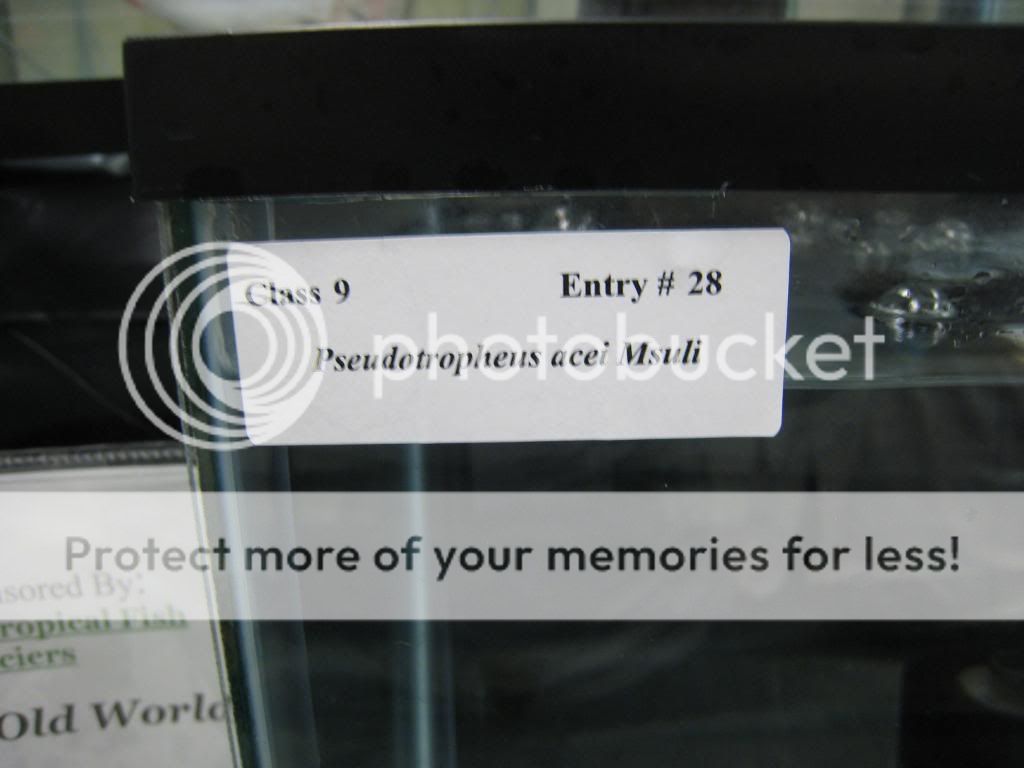 Class 9 Entry # 28
Pseudotropheus acei Msuli
photobucket
Protect more of your memories for less!
sored By:
ropical Fish
ciers
Old World